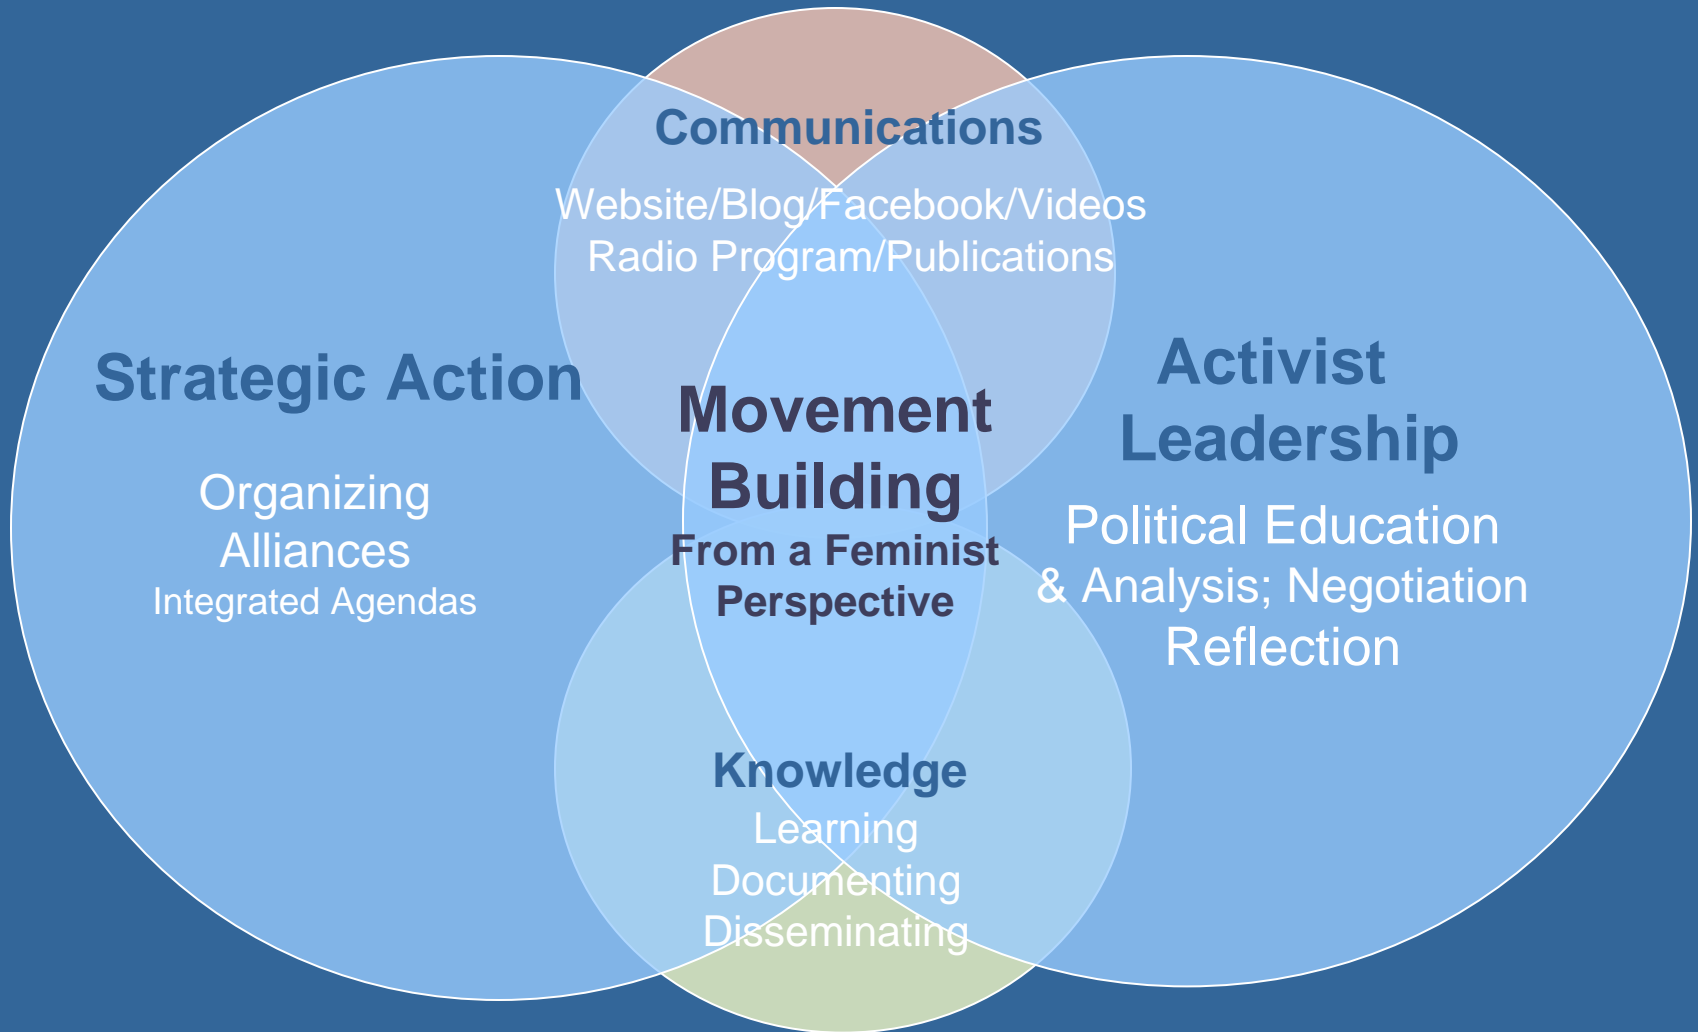 Communications
Website/Blog/Facebook/Videos
Radio Program/Publications
Strategic Action
Organizing
Alliances
Integrated Agendas
Movement
Building
From a Feminist
Perspective
Activist
Leadership
Political Education
& Analysis; Negotiation
Reflection
Knowledge
Learning
Documenting
Disseminating